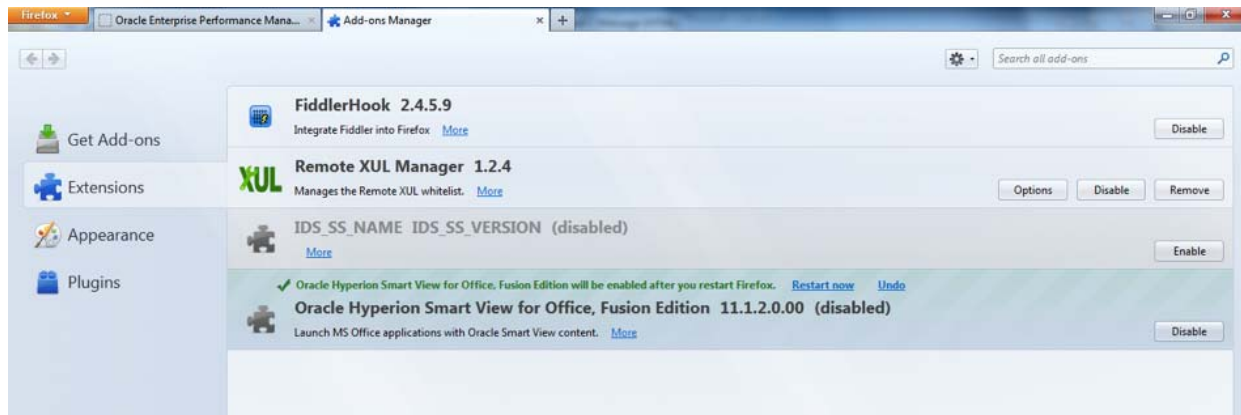 Firefox
Oracle Enterprise Performance Mana...
Add-ons Manager
Search all add-ons
Get Add-ons
Extensions
Appearance
Plugins
FiddlerHook 2.4.5.9
Integrate Fiddler into Firefox More
Disable
XUL
Remote XUL Manager 1.2.4
Manages the Remote XUL whitelist. More
Options Disable Remove
IDS_SS_NAME IDS_SS_VERSION (disabled)
More
Enable
Oracle Hyperion Smart View for Office, Fusion Edition will be enabled after you restart Firefox. Restart now Undo
Oracle Hyperion Smart View for Office, Fusion Edition 11.1.2.0.00 (disabled)
Launch MS Office applications with Oracle Smart View content. More
Disable